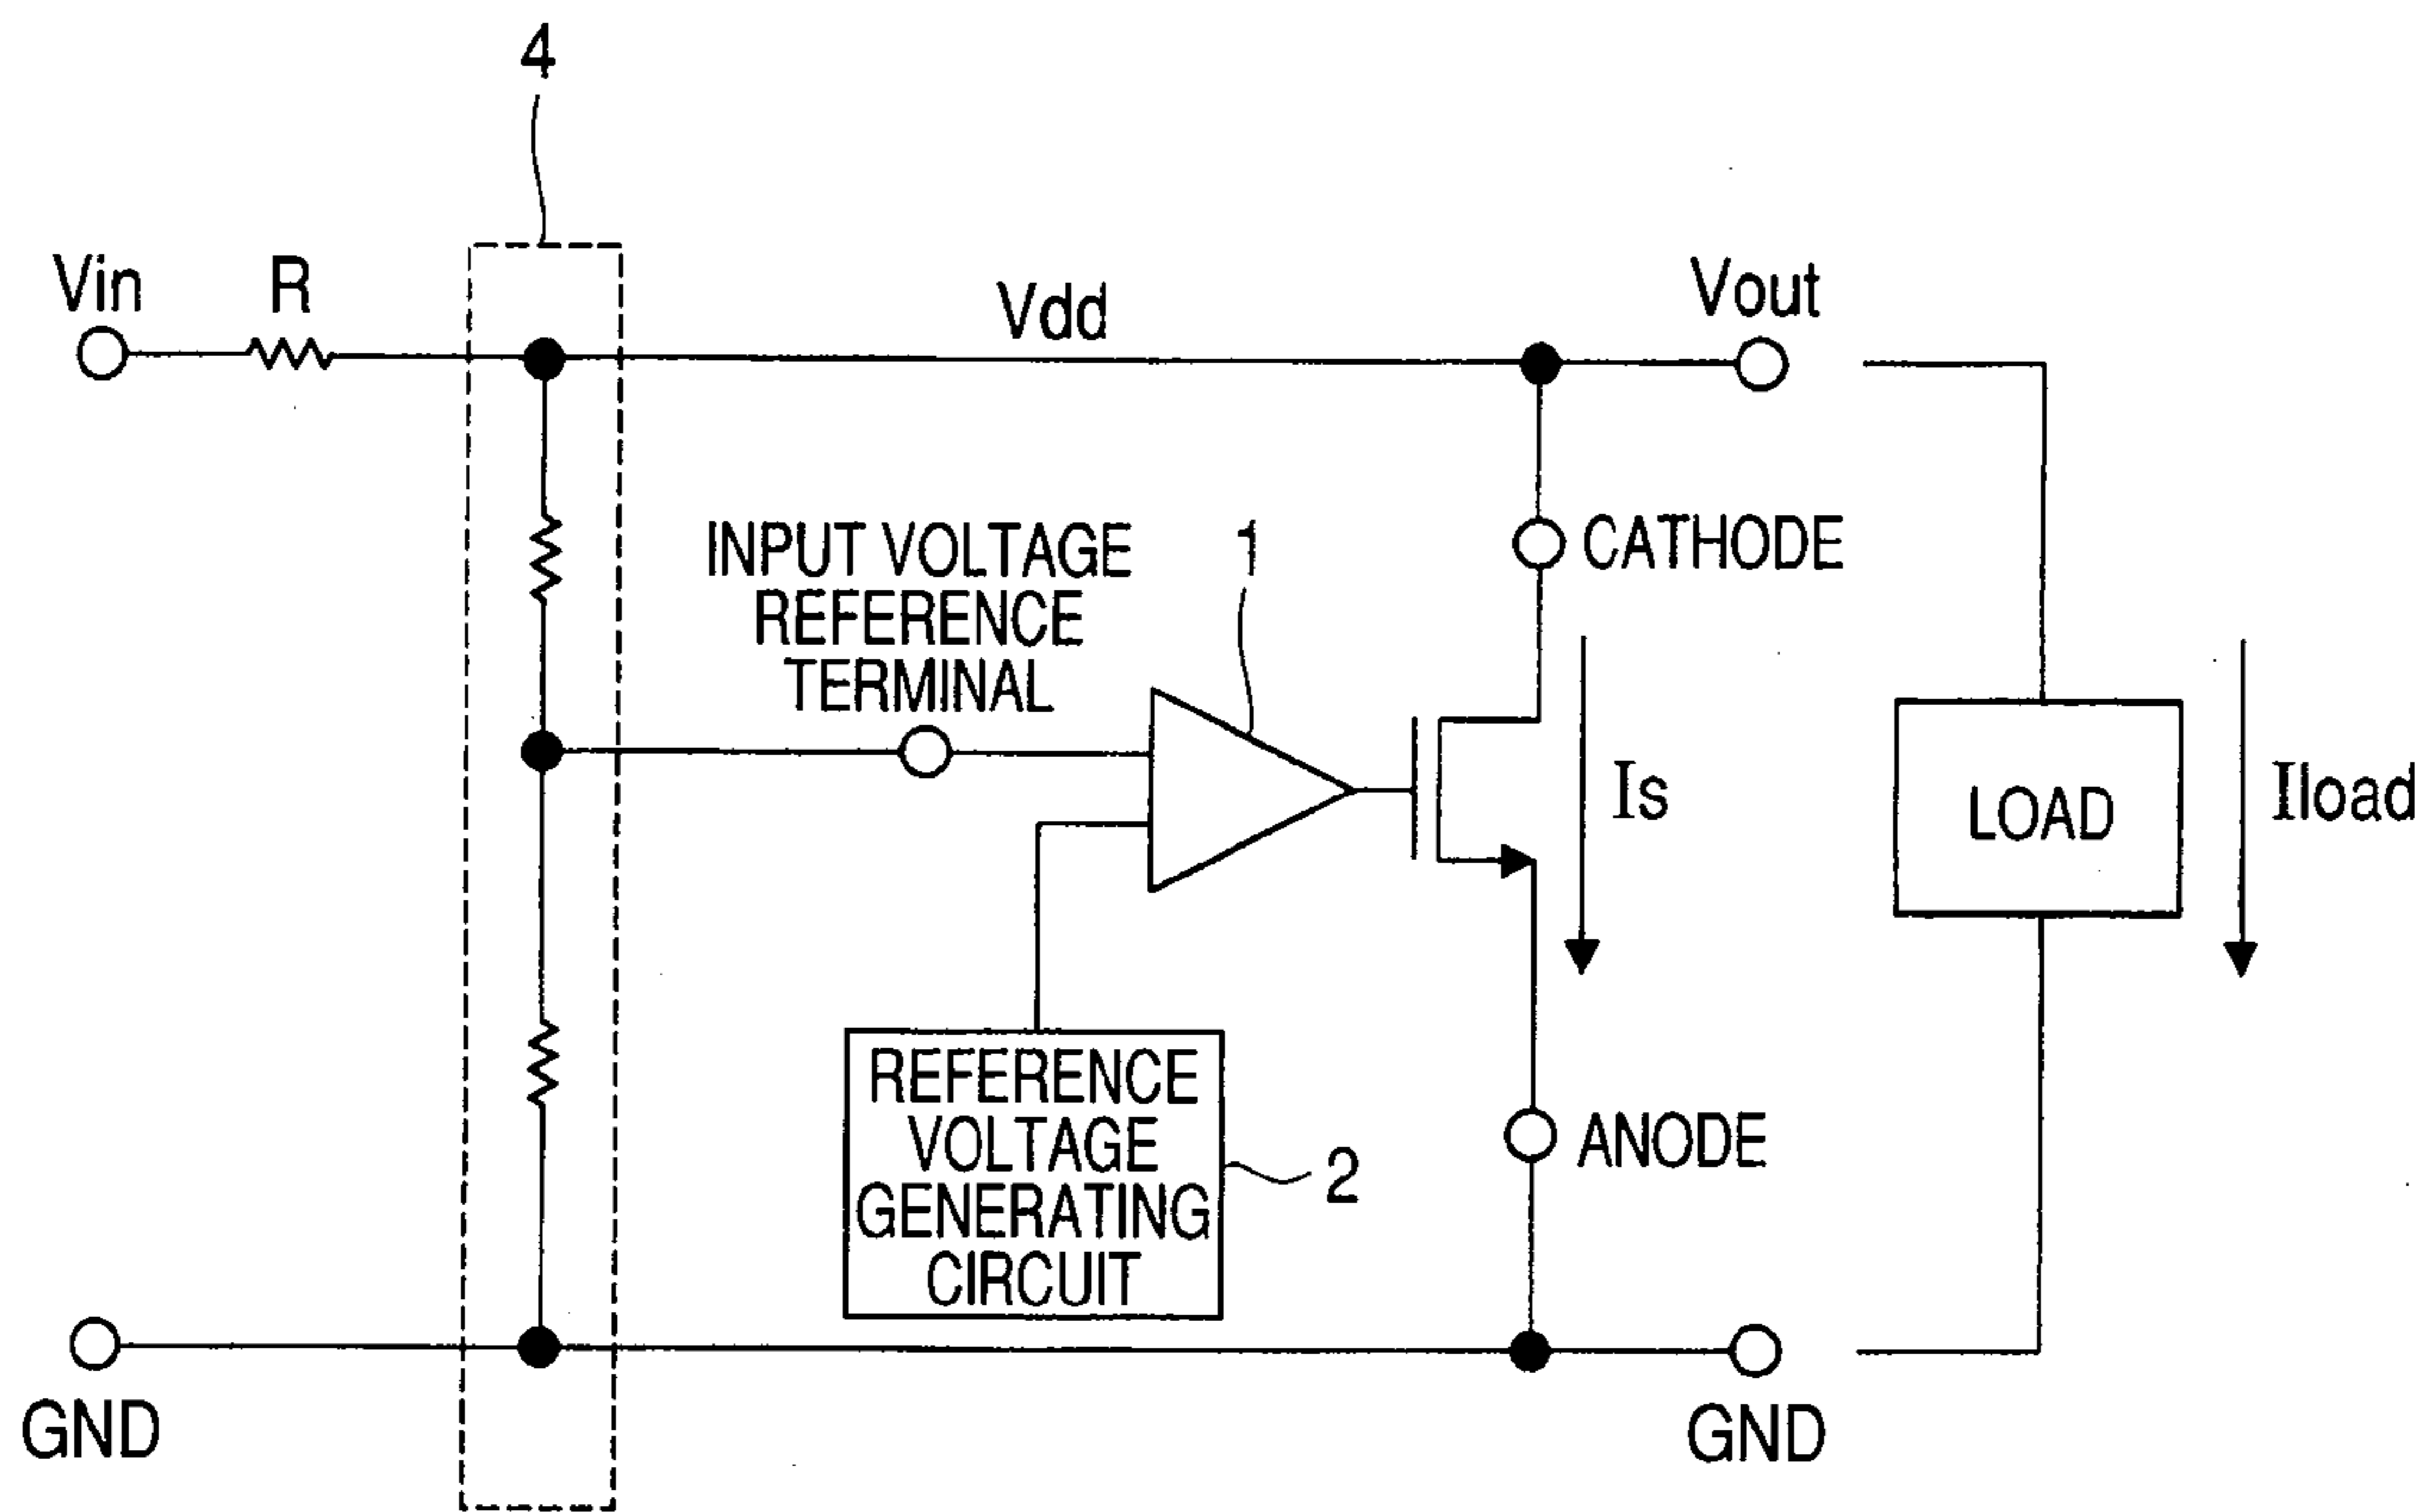 4
Vin
R
Vdd
Vout
INPUT VOLTAGE
REFERENCE
TERMINAL
1
CATHODE
Is
LOAD
Iload
REFERENCE
VOLTAGE
GENERATING
CIRCUIT
2
ANODE
GND
GND